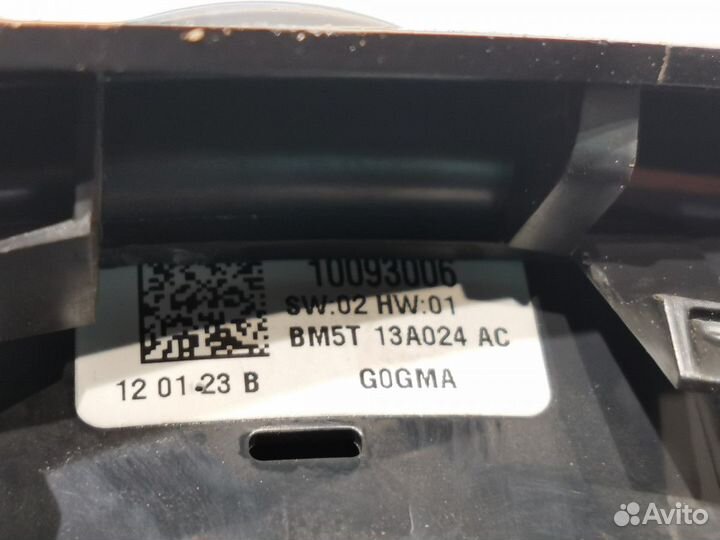 10093006
SW:02 HW:01
BM5T 13A024 AC
12 01.23 B
G0GMA
Avito